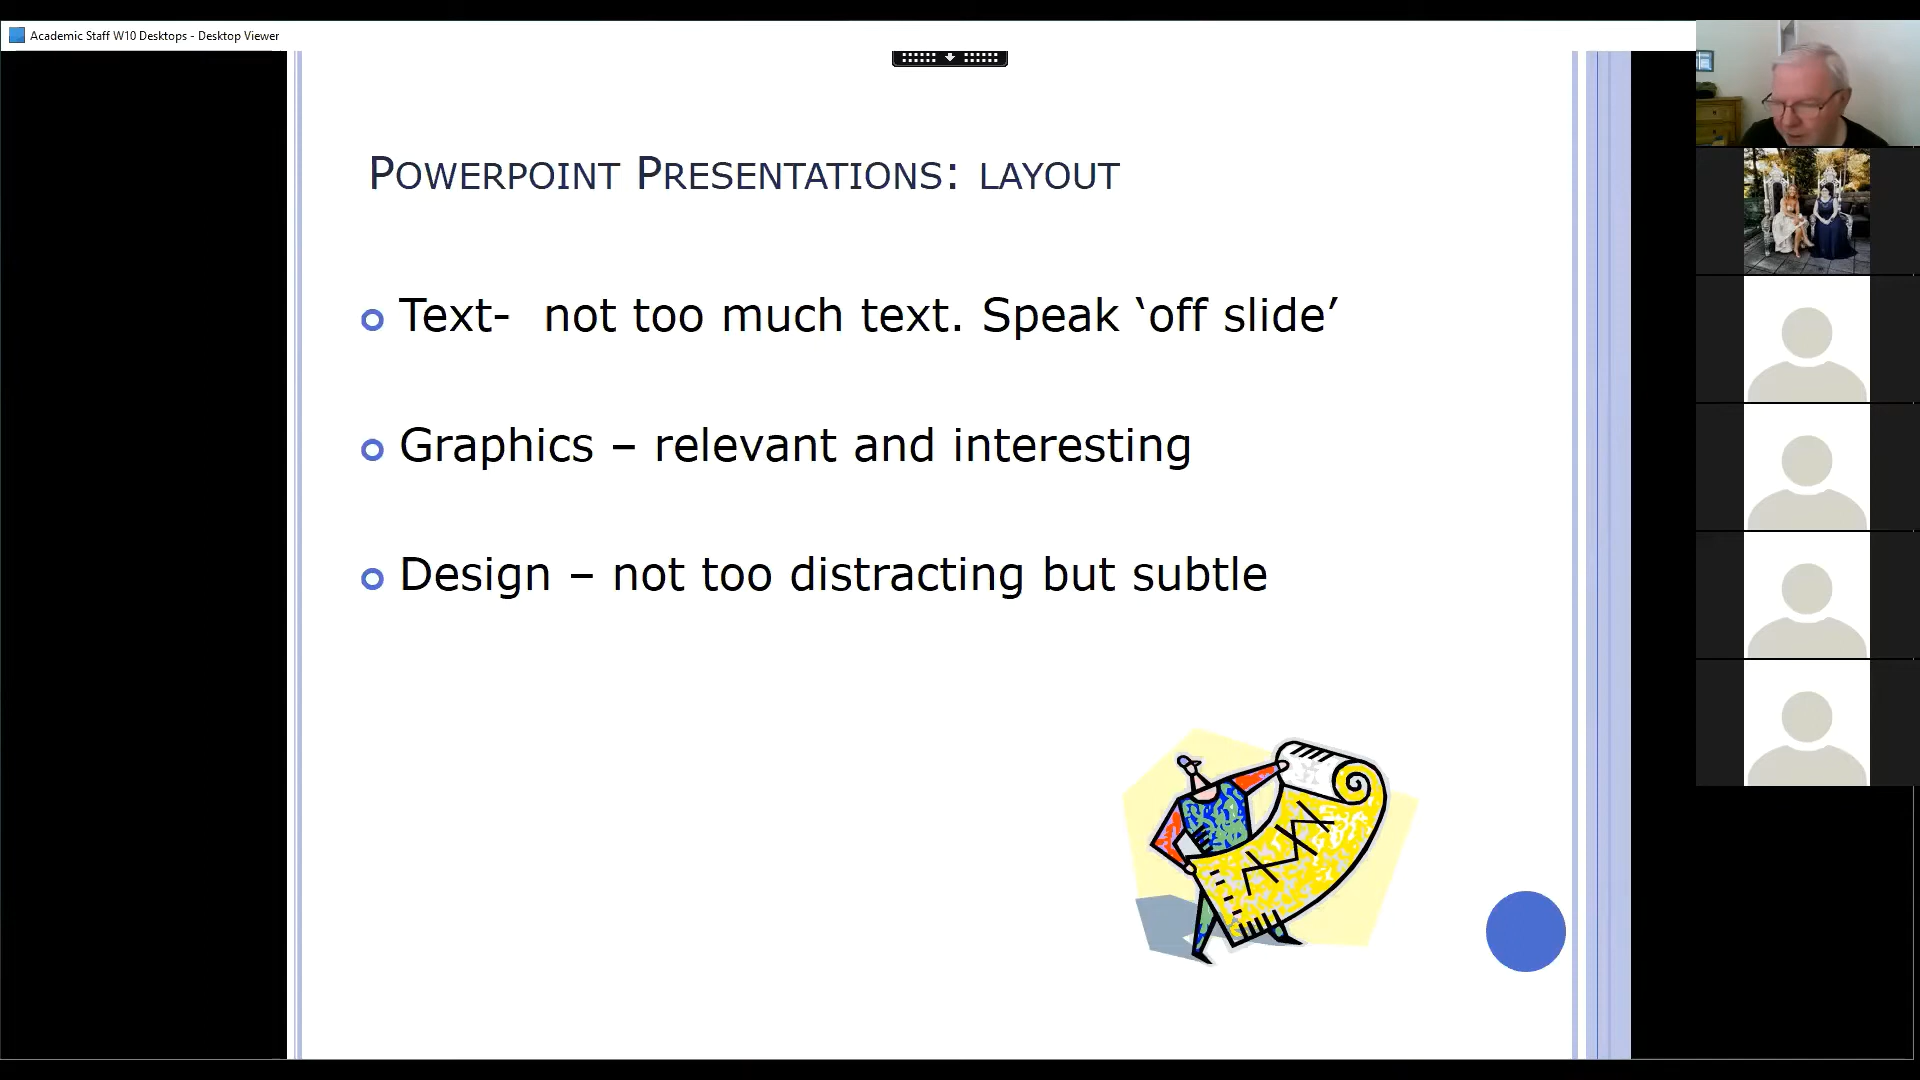 Academic Staff W10 Desktops - Desktop Viewer
POWERPOINT PRESENTATIONS: LAYOUT
Text-  not too much text. Speak ‘off slide’
Graphics – relevant and interesting
Design – not too distracting but subtle